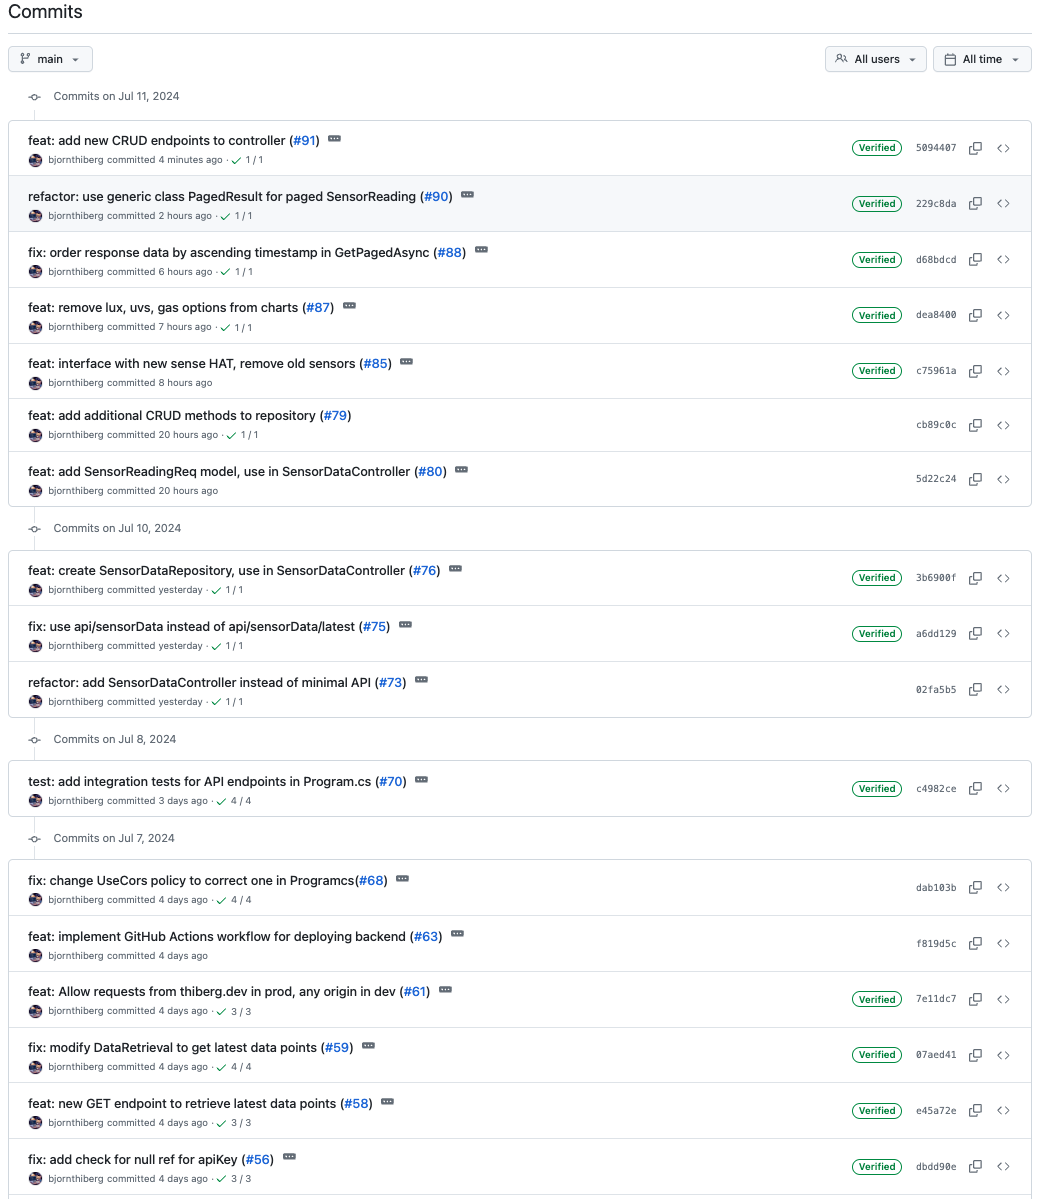 Commits
main
All users
All time
Commits on Jul 11, 2024
feat: add new CRUD endpoints to controller (#91)
Verified 5094407
bjornthiberg committed 4 minutes ago · 1 / 1
refactor: use generic class PagedResult for paged SensorReading (#90)
Verified 229c8da
bjornthiberg committed 2 hours ago · 1 / 1
fix: order response data by ascending timestamp in GetPagedAsync (#88)
Verified d68bdcd
bjornthiberg committed 6 hours ago · 1 / 1
feat: remove lux, uvs, gas options from charts (#87)
Verified dea8400
bjornthiberg committed 7 hours ago · 1 / 1
feat: interface with new sense HAT, remove old sensors (#85)
Verified c75961a
bjornthiberg committed 8 hours ago
feat: add additional CRUD methods to repository (#79)
cb89c0c
bjornthiberg committed 20 hours ago · 1 / 1
feat: add SensorReadingReq model, use in SensorDataController (#80)
5d22c24
bjornthiberg committed 20 hours ago
Commits on Jul 10, 2024
feat: create SensorDataRepository, use in SensorDataController (#76)
Verified 3b6900f
bjornthiberg committed yesterday · 1 / 1
fix: use api/sensorData instead of api/sensorData/latest (#75)
Verified a6dd129
bjornthiberg committed yesterday · 1 / 1
refactor: add SensorDataController instead of minimal API (#73)
02fa5b5
bjornthiberg committed yesterday · 1 / 1
Commits on Jul 8, 2024
test: add integration tests for API endpoints in Program.cs (#70)
Verified c4982ce
bjornthiberg committed 3 days ago · 4 / 4
Commits on Jul 7, 2024
fix: change UseCors policy to correct one in Programcs(#68)
dab103b
bjornthiberg committed 4 days ago · 4 / 4
feat: implement GitHub Actions workflow for deploying backend (#63)
f819d5c
bjornthiberg committed 4 days ago
feat: Allow requests from thiberg.dev in prod, any origin in dev (#61)
Verified 7e11dc7
bjornthiberg committed 4 days ago · 3 / 3
fix: modify DataRetrieval to get latest data points (#59)
Verified 07aed41
bjornthiberg committed 4 days ago · 4 / 4
feat: new GET endpoint to retrieve latest data points (#58)
Verified e45a72e
bjornthiberg committed 4 days ago · 3 / 3
fix: add check for null ref for apiKey (#56)
Verified dbdd90e
bjornthiberg committed 4 days ago · 3 / 3